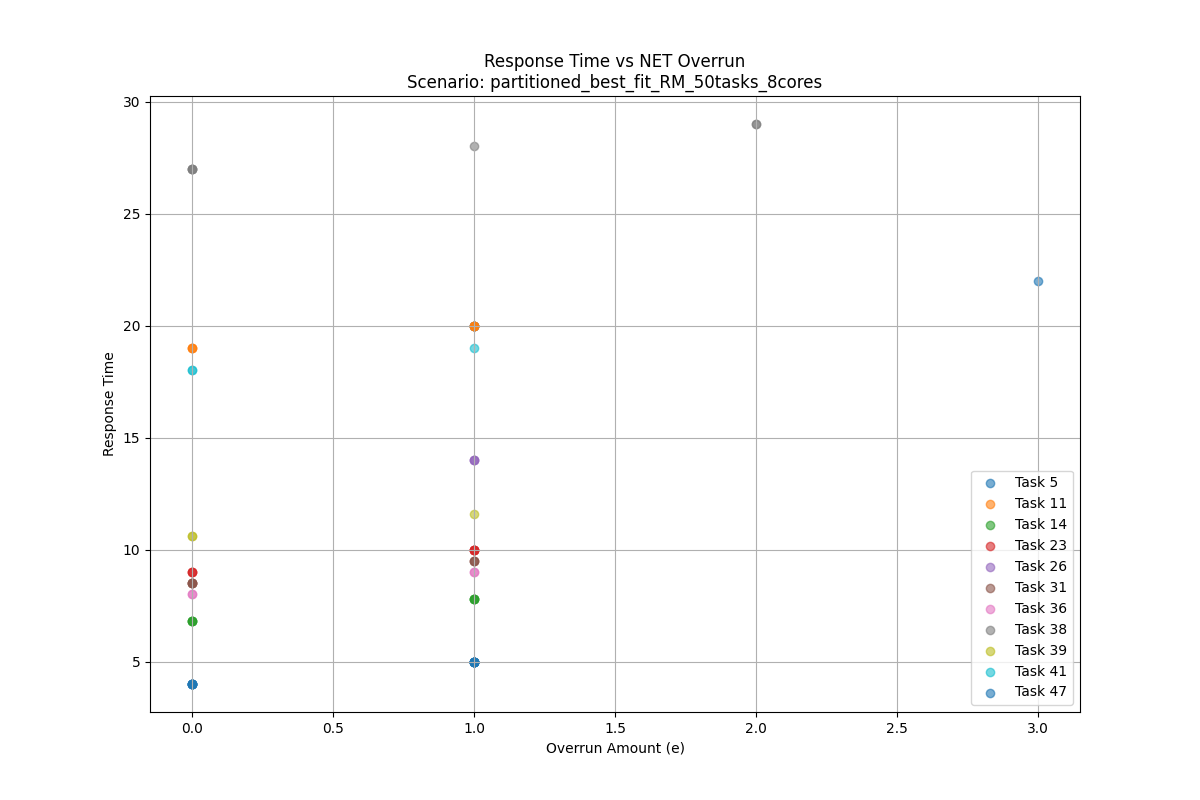 Response Time vs NET Overrun
Scenario: partitioned_best_fit_RM_50tasks_8cores
30
25
20
15
10
5
Response Time
0.0
0.5
1.0
1.5
2.0
2.5
3.0
Overrun Amount (e)
Task 5
Task 11
Task 14
Task 23
Task 26
Task 31
Task 36
Task 38
Task 39
Task 41
Task 47